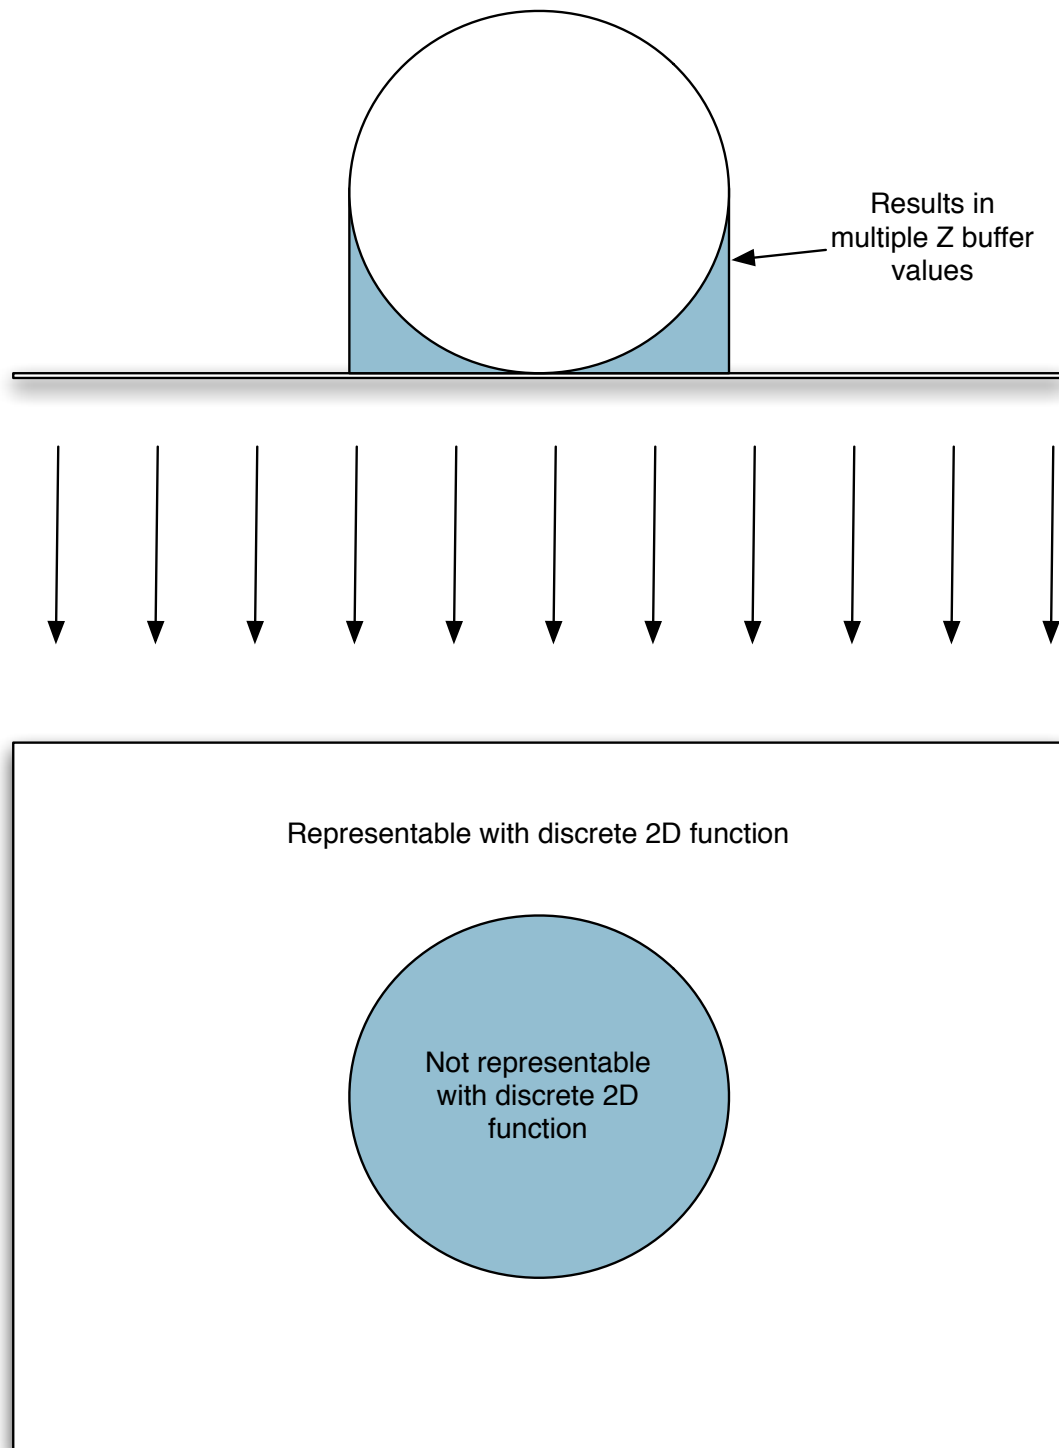 Results in
multiple Z buffer
values
Representable with discrete 2D function
Not representable
with discrete 2D
function